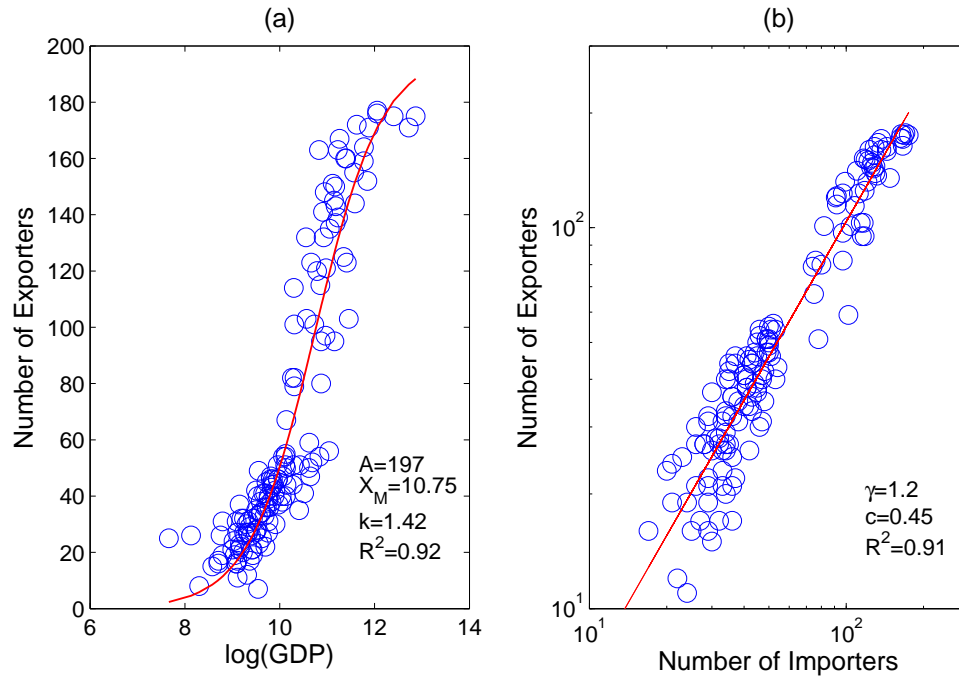 (a)
200
180
160
140
120
100
80
60
40
20
0
6
8
10
12
14
Number of Exporters
log(GDP)
A=197
X_M=10.75
k=1.42
R^2=0.92
(b)
10^2
10^1
10^1
10^2
Number of Exporters
Number of Importers
γ=1.2
c=0.45
R^2=0.91